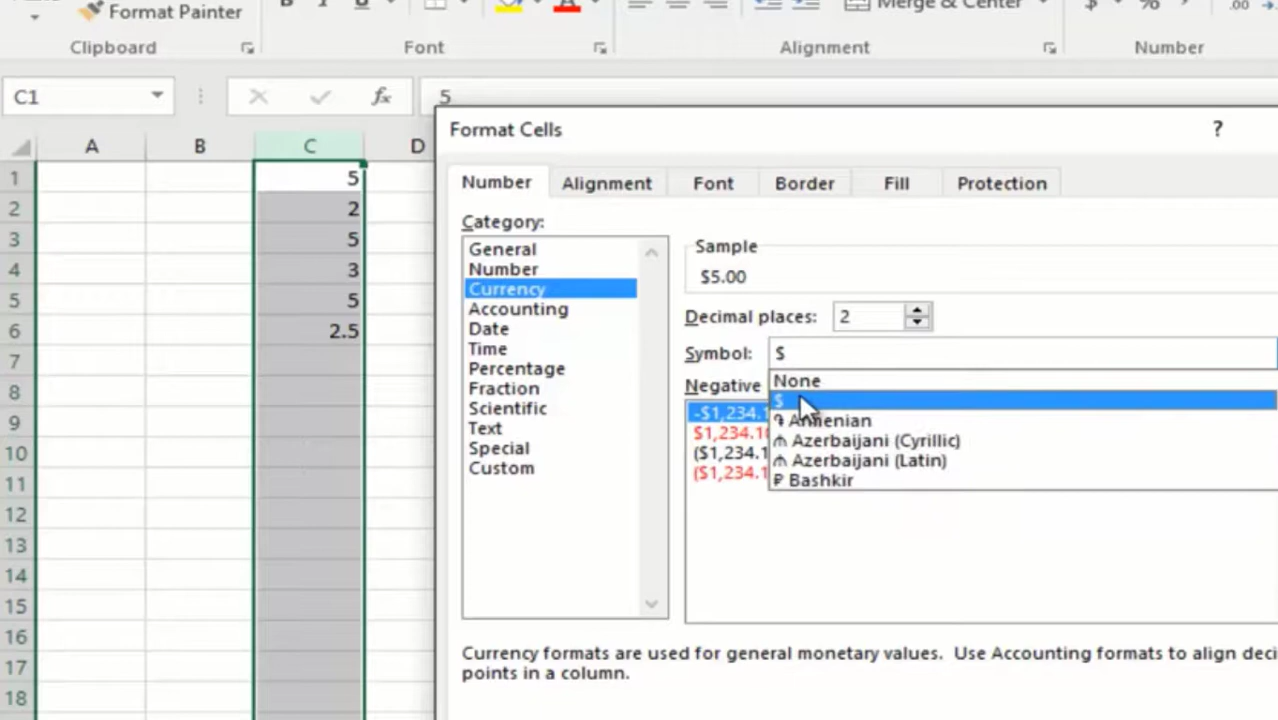 Format Painter
Merge & Center
$ % .00
Clipboard Font Alignment Number
C1 fx 5
Format Cells ?
A B C D
1 5
2 2
3 5
4 3
5 5
6 2.5
7
8
9
10
11
12
13
14
15
16
17
18
Number Alignment Font Border Fill Protection
Category:
General
Number
Currency
Accounting
Date
Time
Percentage
Fraction
Scientific
Text
Special
Custom
Sample
$5.00
Decimal places: 2
Symbol: $
None
$
Armenian
₼ Azerbaijani (Cyrillic)
₼ Azerbaijani (Latin)
₽ Bashkir
Negative
-$1,234.1
$1,234.10
($1,234.1
($1,234.1
Currency formats are used for general monetary values. Use Accounting formats to align deci
points in a column.